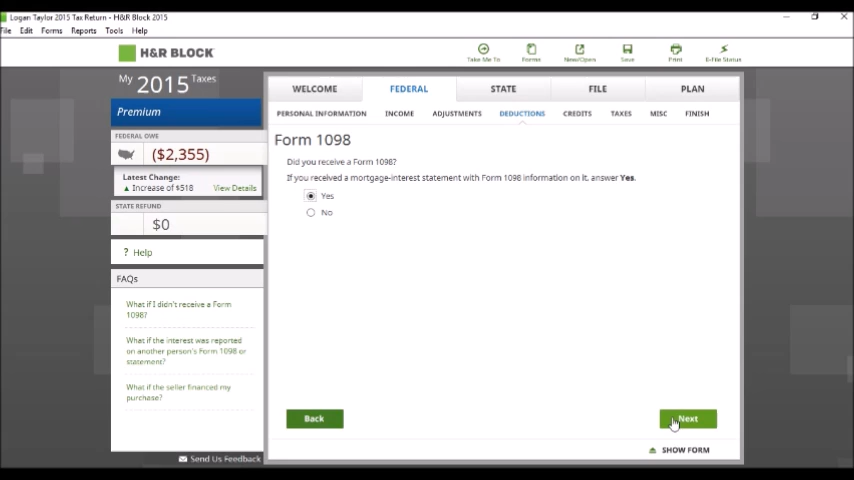 Logan Taylor 2015 Tax Return - H&R Block 2015
File Edit Forms Reports Tools Help
H&R BLOCK
Take Me To Forms New/Open Save Print E-File Status
My 2015 Taxes
Premium
FEDERAL OWE
($2,355)
Latest Change:
▲ Increase of $518 View Details
STATE REFUND
$0
? Help
FAQs
What if I didn't receive a Form
1098?
What if the interest was reported
on another person's Form 1098 or
statement?
What if the seller financed my
purchase?
Send Us Feedback
WELCOME FEDERAL STATE FILE PLAN
PERSONAL INFORMATION INCOME ADJUSTMENTS DEDUCTIONS CREDITS TAXES MISC FINISH
Form 1098
Did you receive a Form 1098?
If you received a mortgage-interest statement with Form 1098 information on it, answer Yes.
Yes
No
Back Next
SHOW FORM